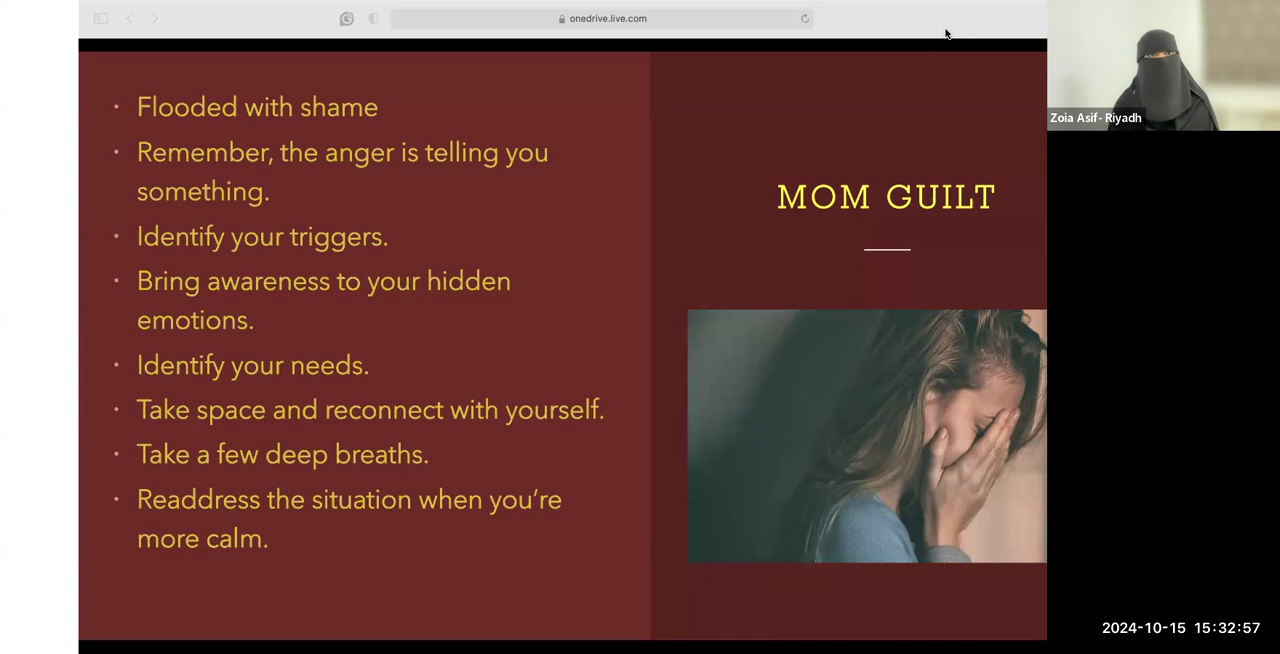 onedrive.live.com
• Flooded with shame
• Remember, the anger is telling you
something.
• Identify your triggers.
• Bring awareness to your hidden
emotions.
• Identify your needs.
• Take space and reconnect with yourself.
• Take a few deep breaths.
• Readdress the situation when you’re
more calm.
MOM GUILT
Zoia Asif- Riyadh
2024-10-15 15:32:57